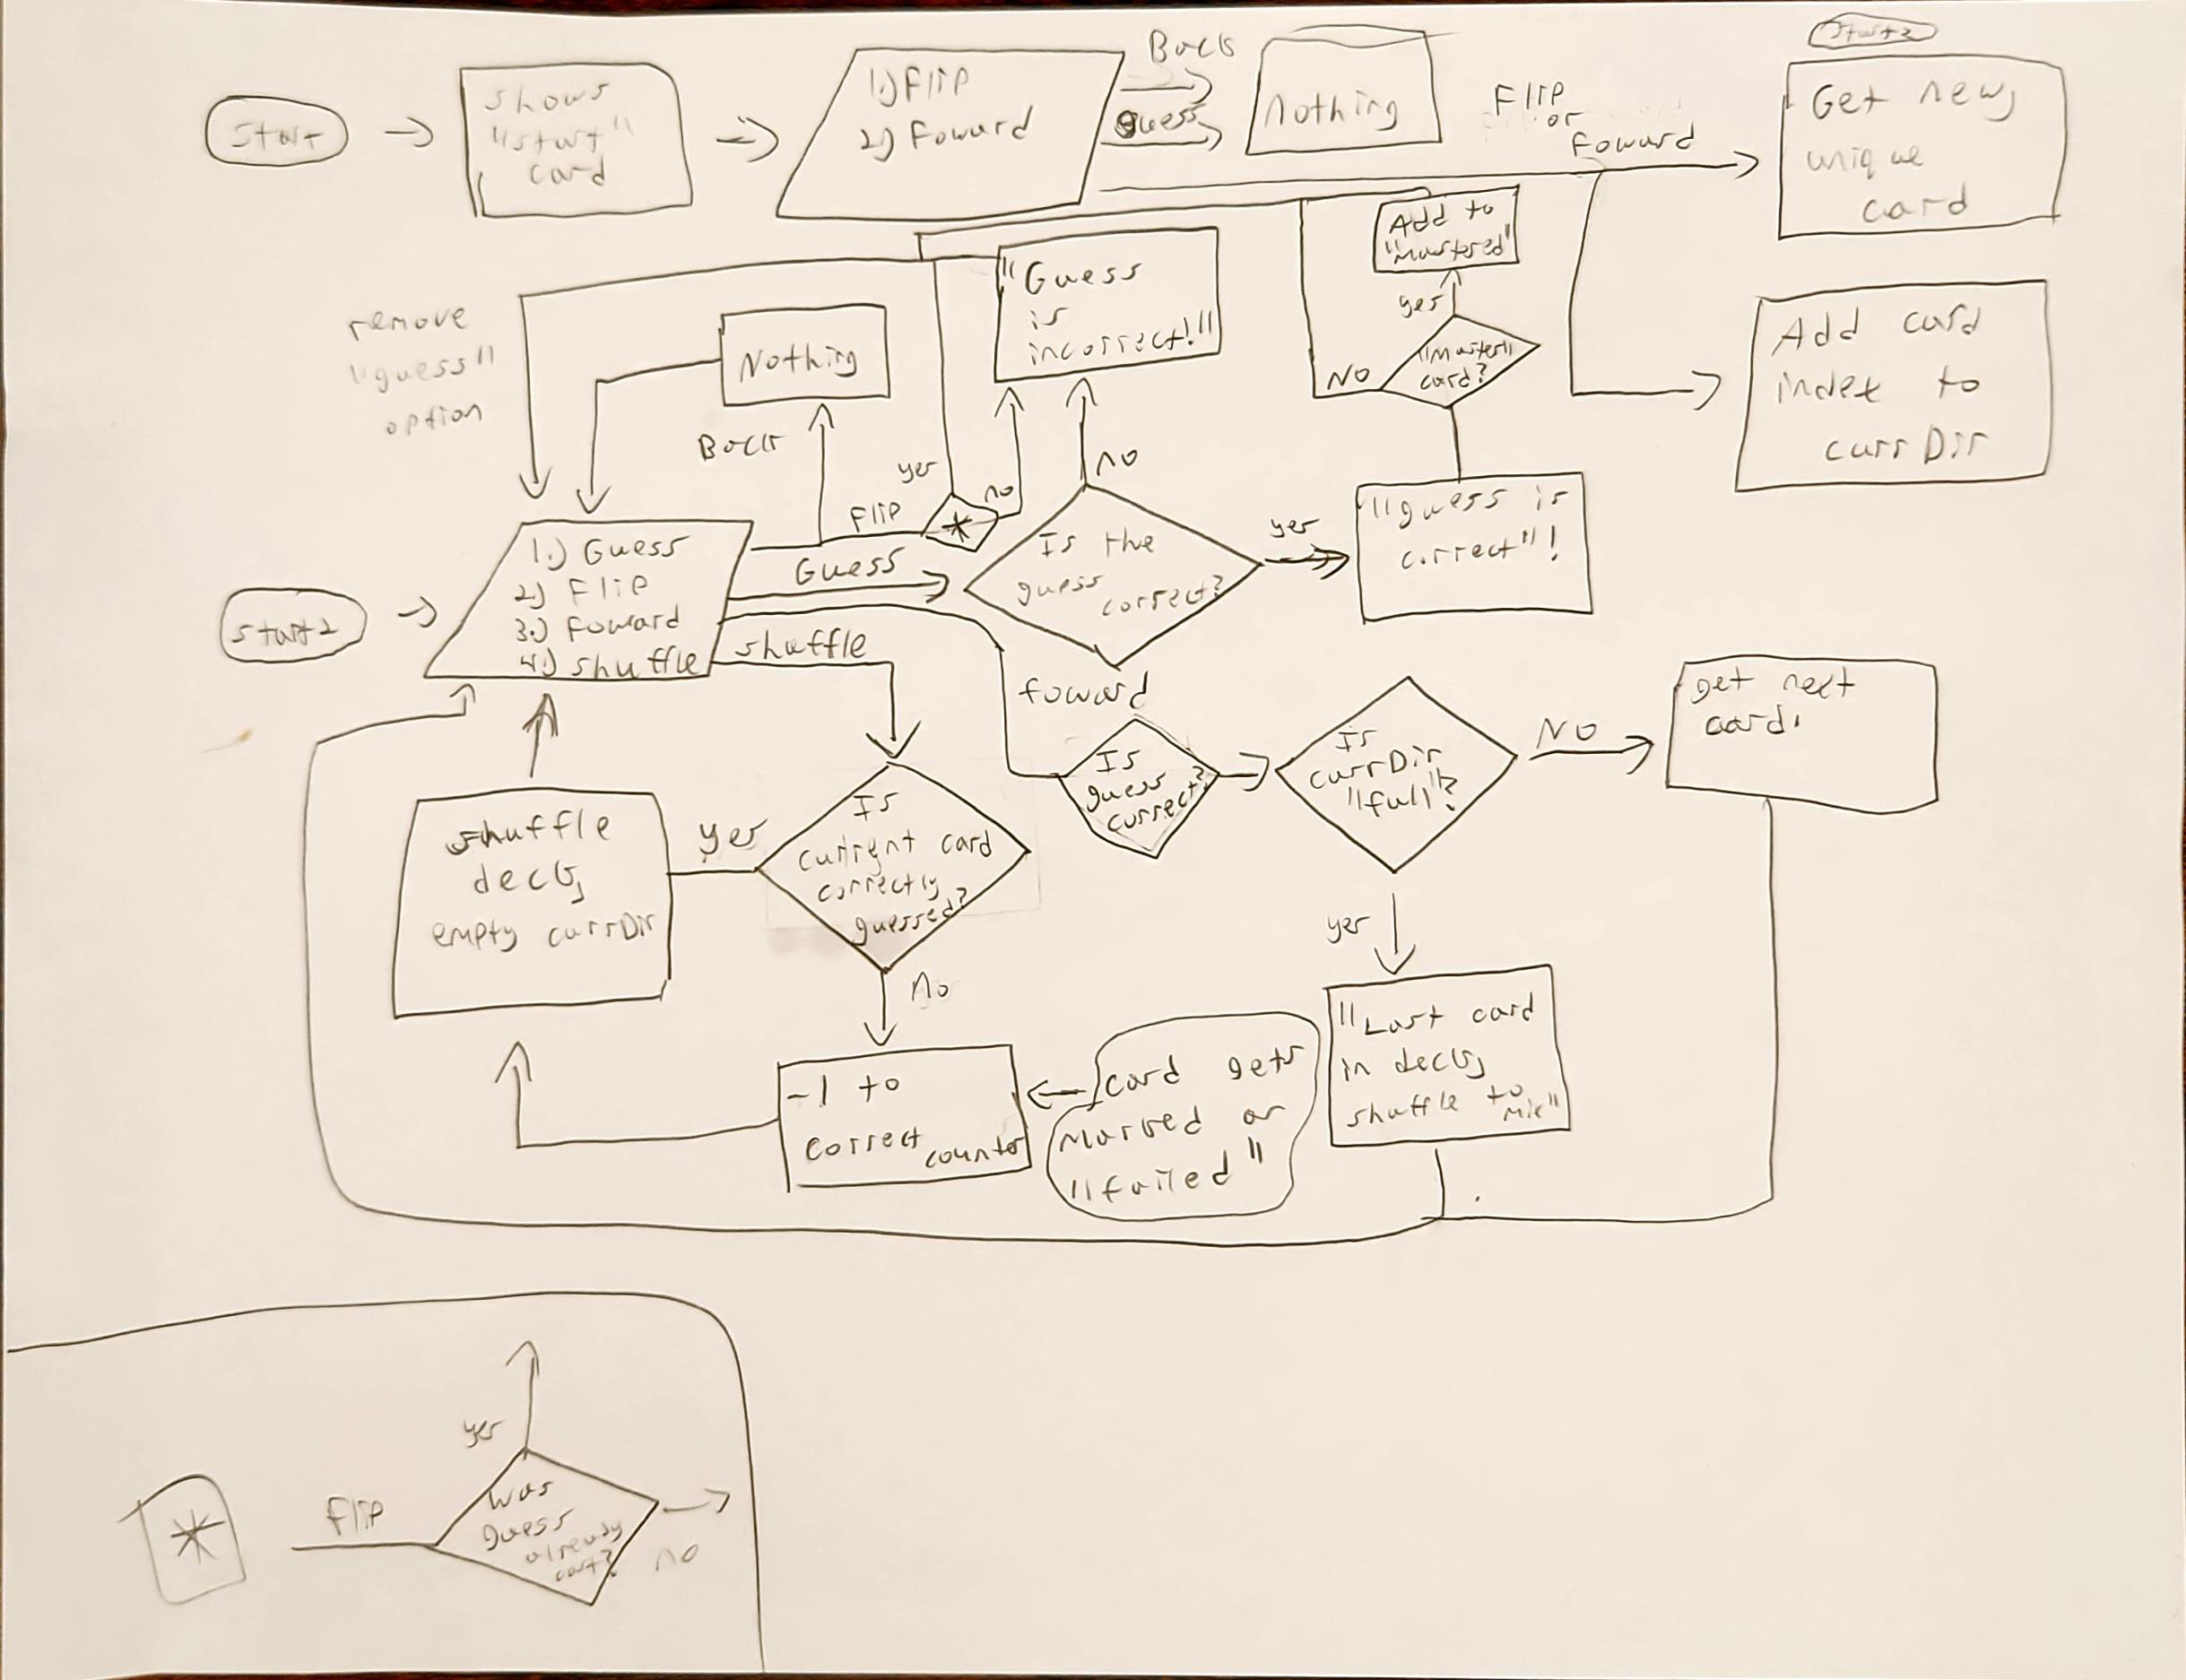 Start
shows
"start"
card
1.) Flip
2.) Foward
Back
Guess
Nothing
Flip
or
Foward
Start2
Get new,
unique
card
Add card
index to
currDir
Add to
"Mastered"
yes
"Master"
card?
NO
"Guess
is
incorrect!"
remove
"guess"
option
Nothing
Back
Flip
yes
*
no
no
Guess
Is the
guess
correct?
yes
"guess is
correct"!
Start2
1.) Guess
2.) Flip
3.) Foward
4.) Shuffle
shuffle
foward
Is
guess
correct?
Is
currDir
"full"?
NO
get next
card.
yes
"Last card
in deck,
shuffle to
mix"
Is
current card
correctly
guessed?
yes
shuffle
deck,
empty currDir
no
-1 to
correct counter
card gets
Marked as
"failed"
*
Flip
yes
was
guess
already
cast?
no